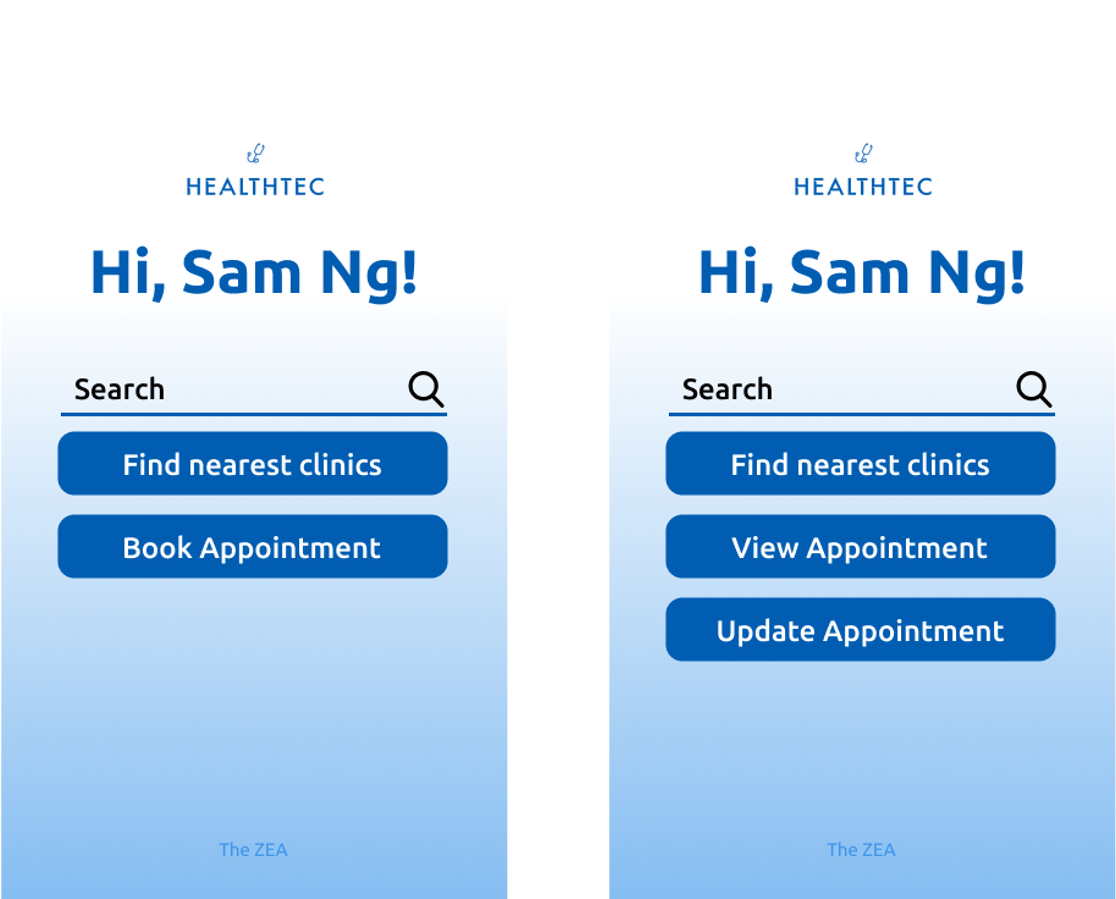 HEALTHTEC
Hi, Sam Ng!
Search
Find nearest clinics
Book Appointment
The ZEA
HEALTHTEC
Hi, Sam Ng!
Search
Find nearest clinics
View Appointment
Update Appointment
The ZEA